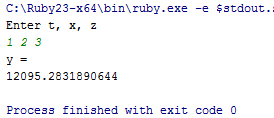 C:\Ruby23-x64\bin\ruby.exe -e $stdout.
Enter t, x, z
1 2 3
y =
12095.2831890644
Process finished with exit code 0